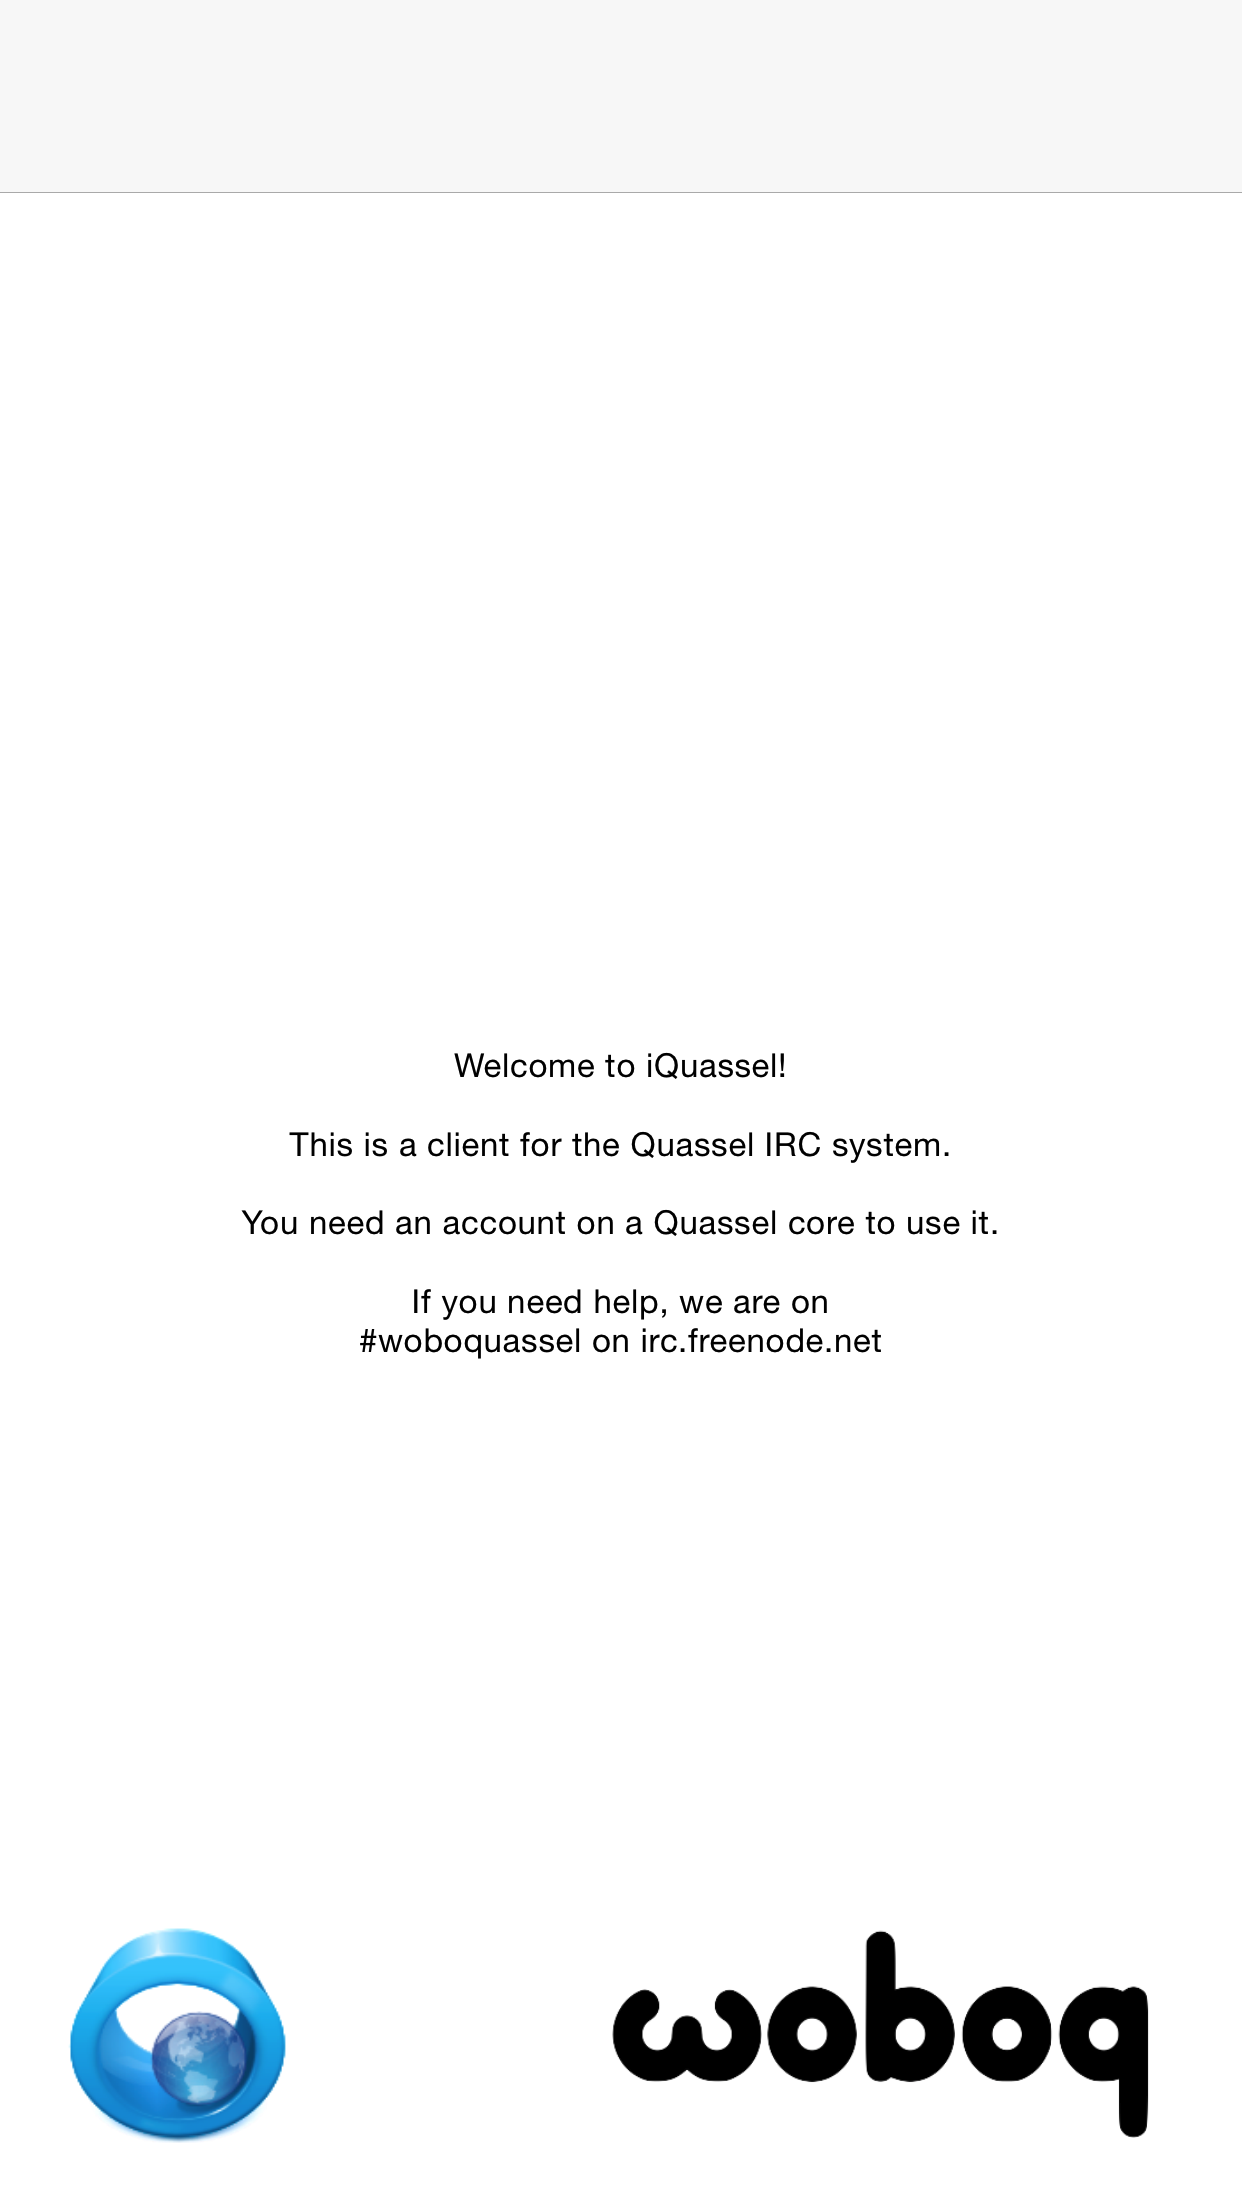 Welcome to iQuassel!
This is a client for the Quassel IRC system.
You need an account on a Quassel core to use it.
If you need help, we are on
#woboquassel on irc.freenode.net
woboq